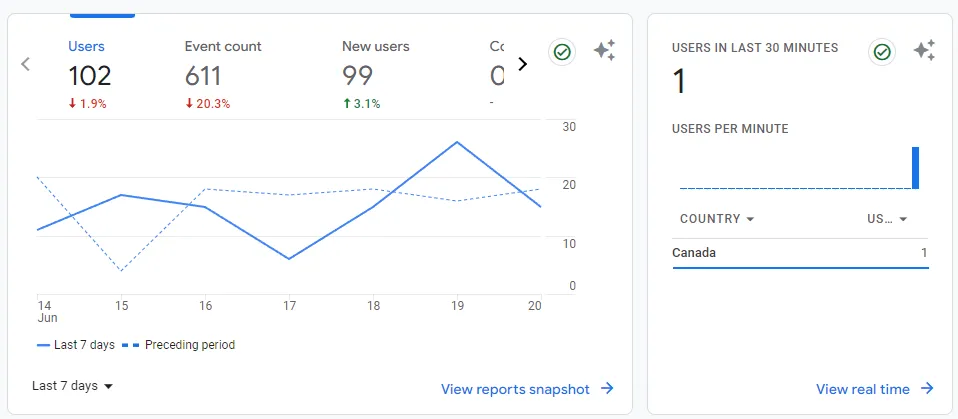 Users
Event count
New users
Cc
102
611
99
0
1.9%
20.3%
3.1%
-
30
20
10
0
14
Jun
15
16
17
18
19
20
Last 7 days
Preceding period
Last 7 days
View reports snapshot
USERS IN LAST 30 MINUTES
1
USERS PER MINUTE
COUNTRY
US...
Canada
1
View real time